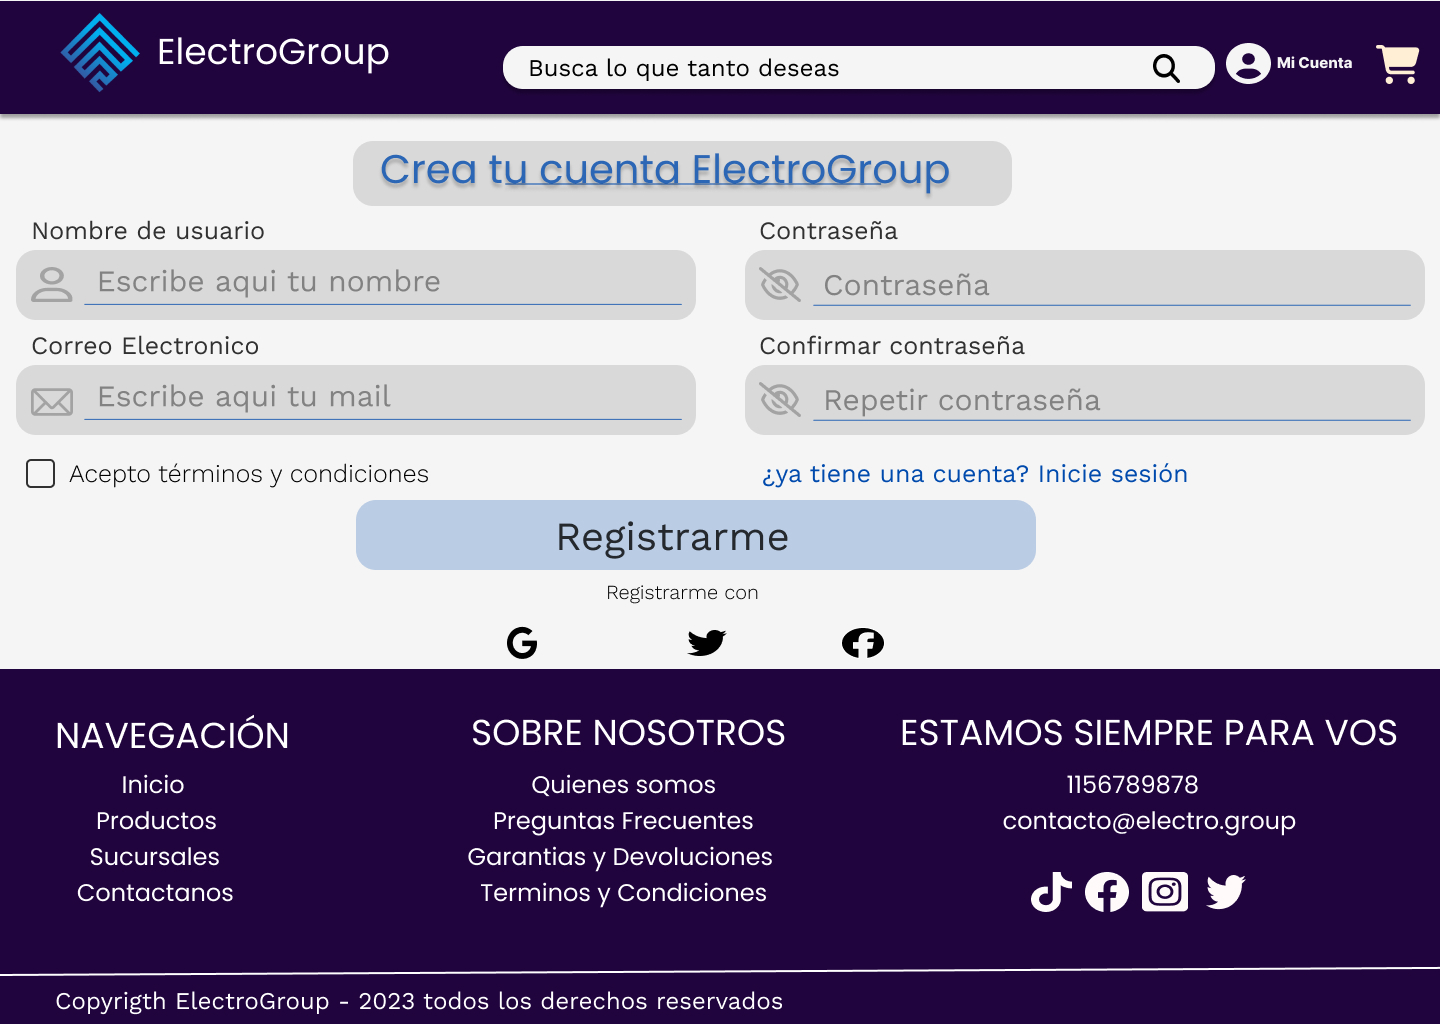 ElectroGroup
Busca lo que tanto deseas
Mi Cuenta
Crea tu cuenta ElectroGroup
Nombre de usuario
Escribe aqui tu nombre
Contraseña
Contraseña
Correo Electronico
Escribe aqui tu mail
Confirmar contraseña
Repetir contraseña
Acepto términos y condiciones
¿ya tiene una cuenta? Inicie sesión
Registrarme
Registrarme con
NAVEGACIÓN
Inicio
Productos
Sucursales
Contactanos
SOBRE NOSOTROS
Quienes somos
Preguntas Frecuentes
Garantias y Devoluciones
Terminos y Condiciones
ESTAMOS SIEMPRE PARA VOS
1156789878
contacto@electro.group
Copyrigth ElectroGroup - 2023 todos los derechos reservados